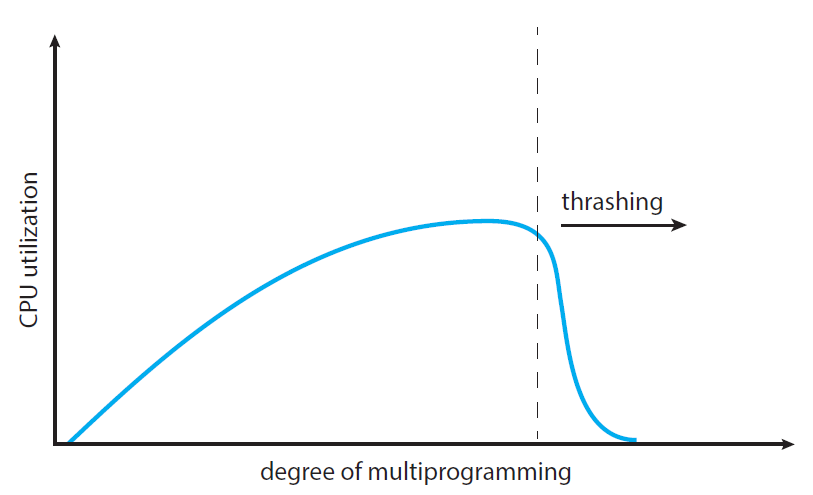 thrashing
CPU utilization
degree of multiprogramming